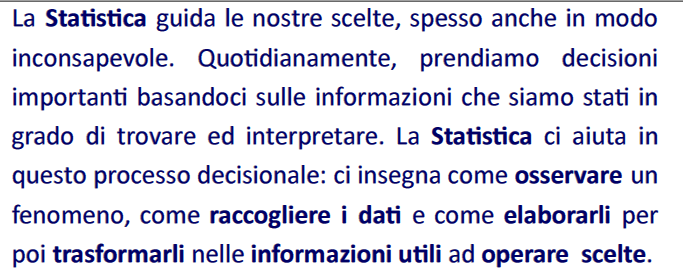 La Statistica guida le nostre scelte, spesso anche in modo
inconsapevole. Quotidianamente, prendiamo decisioni
importanti basandoci sulle informazioni che siamo stati in
grado di trovare ed interpretare. La Statistica ci aiuta in
questo processo decisionale: ci insegna come osservare un
fenomeno, come raccogliere i dati e come elaborarli per
poi trasformarli nelle informazioni utili ad operare scelte.